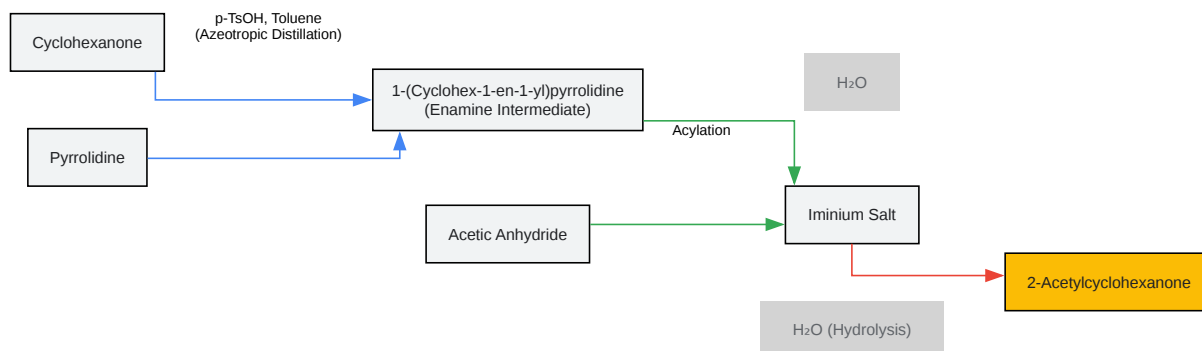 p-TsOH, Toluene
(Azeotropic Distillation)
Cyclohexanone
1-(Cyclohex-1-en-1-yl)pyrrolidine
(Enamine Intermediate)
H₂O
Acylation
Pyrrolidine
Iminium Salt
Acetic Anhydride
2-Acetylcyclohexanone
H₂O (Hydrolysis)